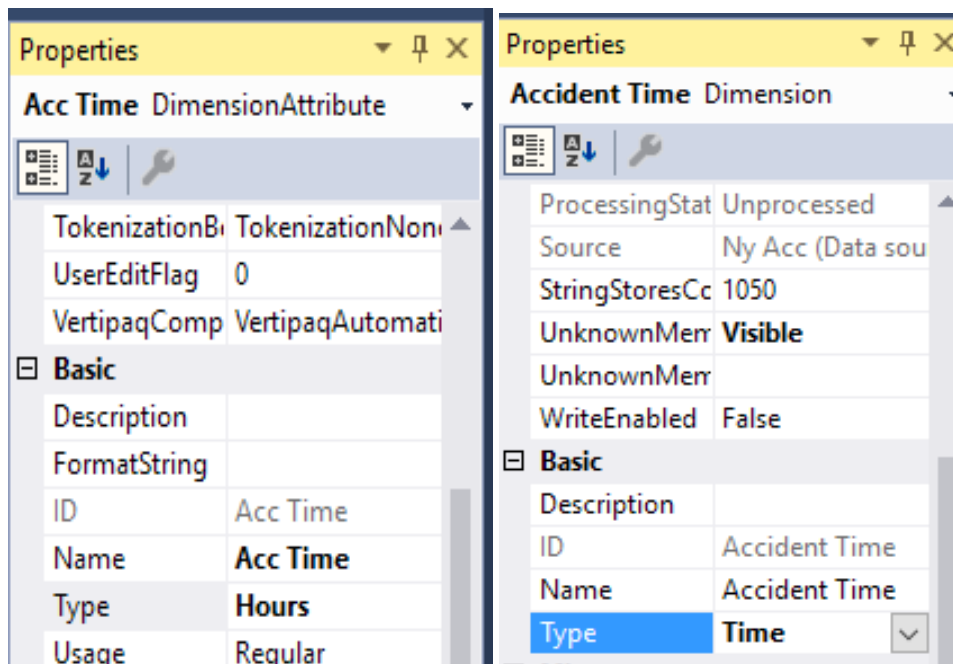 Properties
Acc Time DimensionAttribute
TokenizationB TokenizationNon
UserEditFlag 0
VertipaqComp VertipaqAutomati
Basic
Description
FormatString
ID Acc Time
Name Acc Time
Type Hours
Usage Regular
Properties
Accident Time Dimension
ProcessingStat Unprocessed
Source Ny Acc (Data sou
StringStoresCc 1050
UnknownMem Visible
UnknownMem
WriteEnabled False
Basic
Description
ID Accident Time
Name Accident Time
Type Time